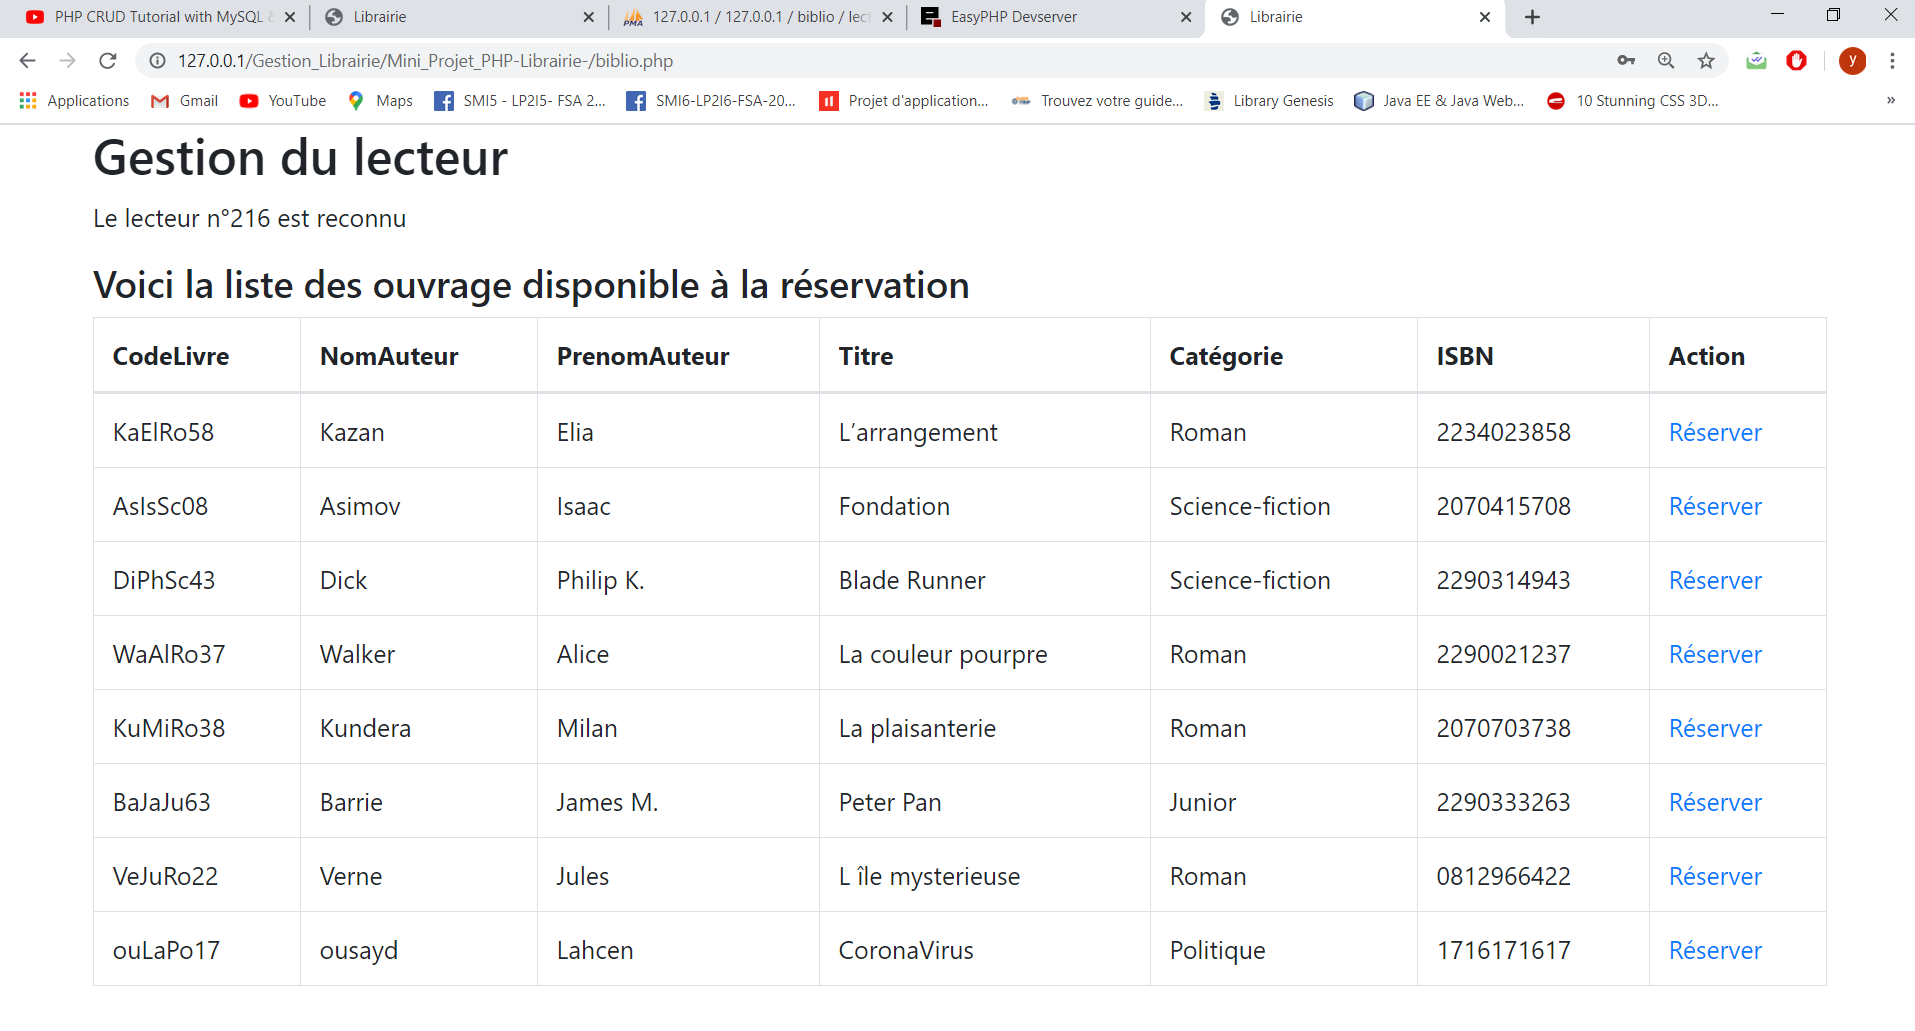 PHP CRUD Tutorial with MySQL Librairie 127.0.0.1 / 127.0.0.1 / biblio / lect EasyPHP Devserver Librairie
127.0.0.1/Gestion_Librairie/Mini_Projet_PHP-Librairie-/biblio.php y
Applications Gmail YouTube Maps SMI5 - LP2I5- FSA 2... SMI6-LP2I6-FSA-20... Projet d'application... Trouvez votre guide... Library Genesis Java EE & Java Web... 10 Stunning CSS 3D... »
Gestion du lecteur
Le lecteur n°216 est reconnu
Voici la liste des ouvrage disponible à la réservation
CodeLivre NomAuteur PrenomAuteur Titre Catégorie ISBN Action
KaElRo58 Kazan Elia L’arrangement Roman 2234023858 Réserver
AsIsSc08 Asimov Isaac Fondation Science-fiction 2070415708 Réserver
DiPhSc43 Dick Philip K. Blade Runner Science-fiction 2290314943 Réserver
WaAlRo37 Walker Alice La couleur pourpre Roman 2290021237 Réserver
KuMiRo38 Kundera Milan La plaisanterie Roman 2070703738 Réserver
BaJaJu63 Barrie James M. Peter Pan Junior 2290333263 Réserver
VeJuRo22 Verne Jules L île mysterieuse Roman 0812966422 Réserver
ouLaPo17 ousayd Lahcen CoronaVirus Politique 1716171617 Réserver